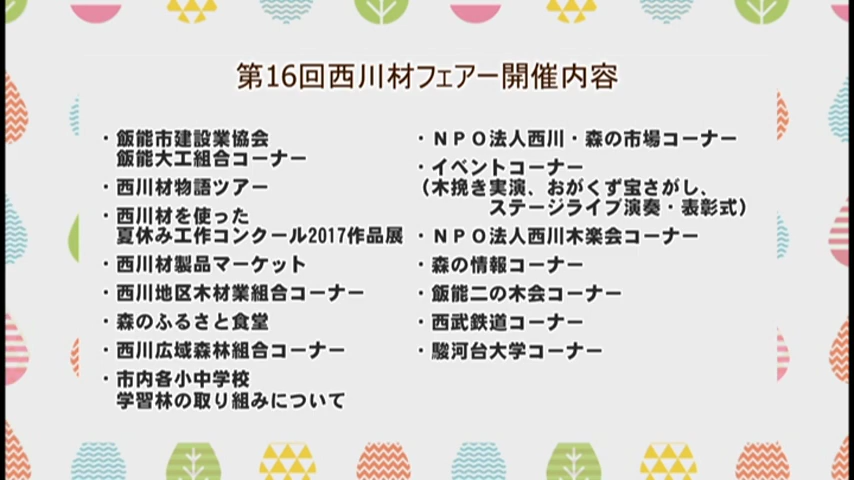 第16回西川材フェアー開催内容
・飯能市建設業協会
飯能大工組合コーナー
・西川材物語ツアー
・西川材を使った
夏休み工作コンクール2017作品展
・西川材製品マーケット
・西川地区木材業組合コーナー
・森のふるさと食堂
・西川広域森林組合コーナー
・市内各小中学校
学習林の取り組みについて
・ＮＰＯ法人西川・森の市場コーナー
・イベントコーナー
（木挽き実演、おがくず宝さがし、
ステージライブ演奏・表彰式）
・ＮＰＯ法人西川木楽会コーナー
・森の情報コーナー
・飯能二の木会コーナー
・西武鉄道コーナー
・駿河台大学コーナー